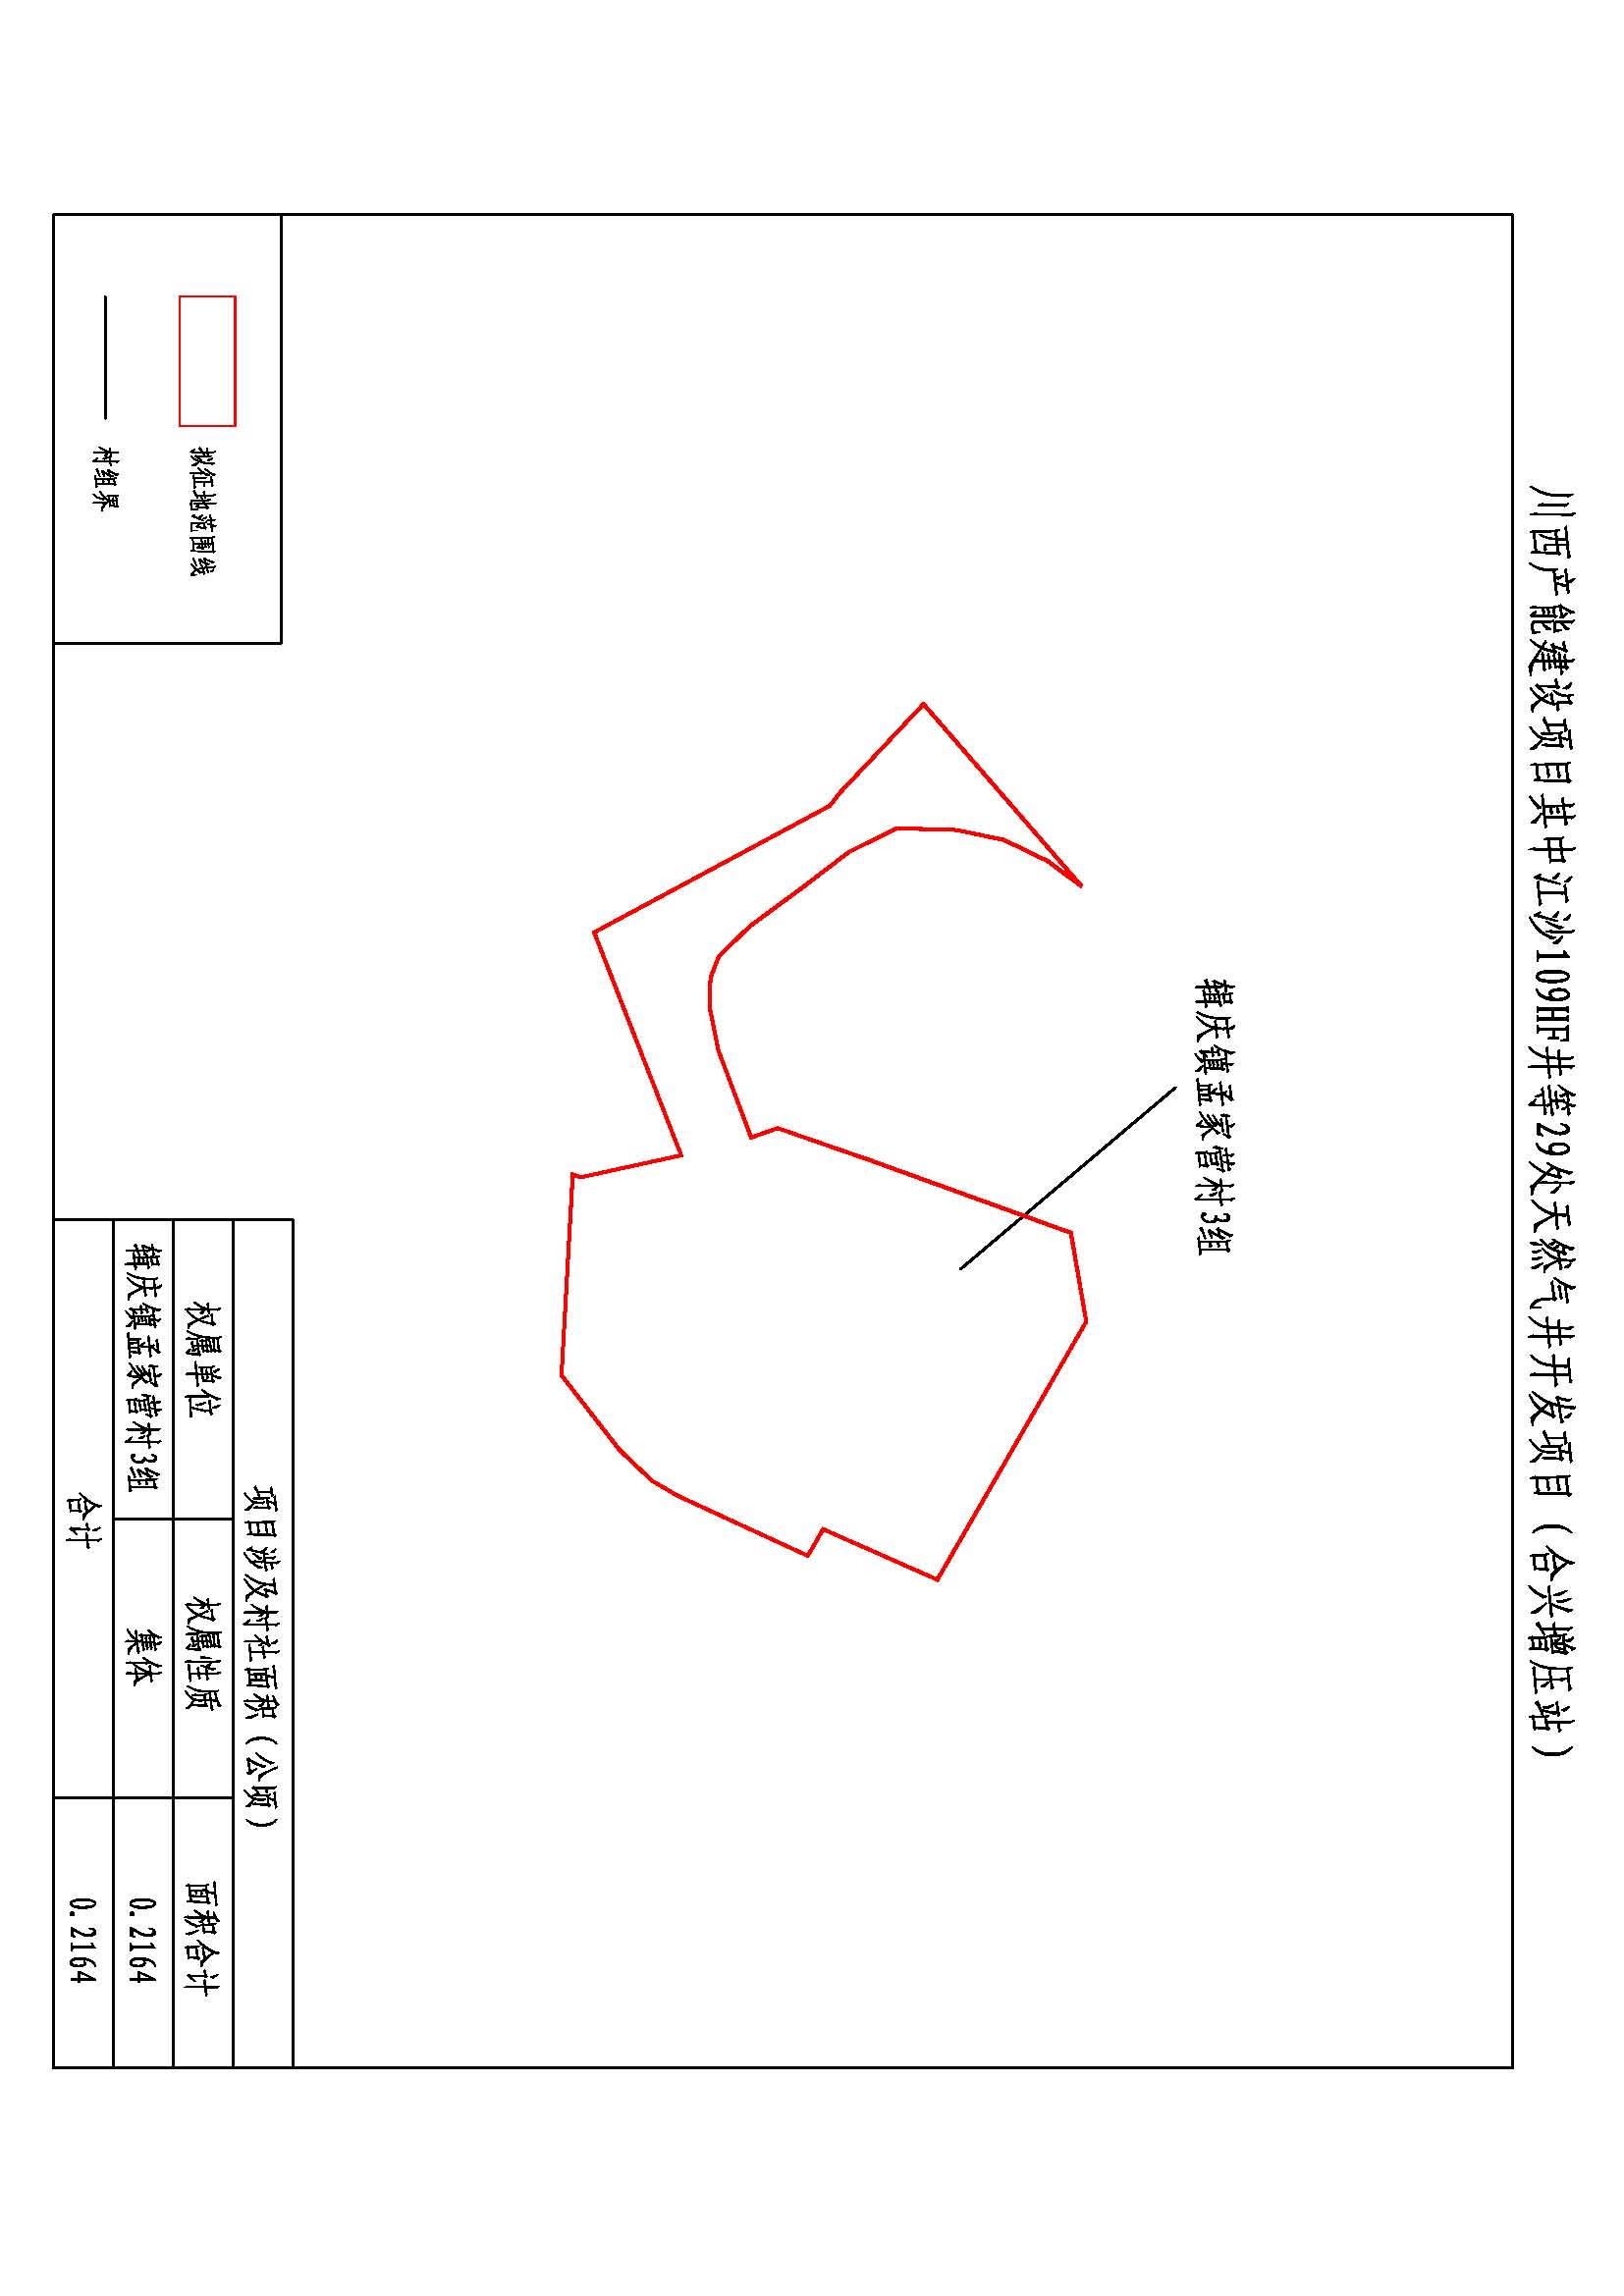 川西产能建设项目其中江沙109HF井等29处天然气井开发项目（合兴增压站）
辑庆镇孟家营村3组
拟征地范围线
村组界
项目涉及村社面积（公顷）
权属单位 权属性质 面积合计
辑庆镇孟家营村3组 集体 0.2164
合计 0.2164